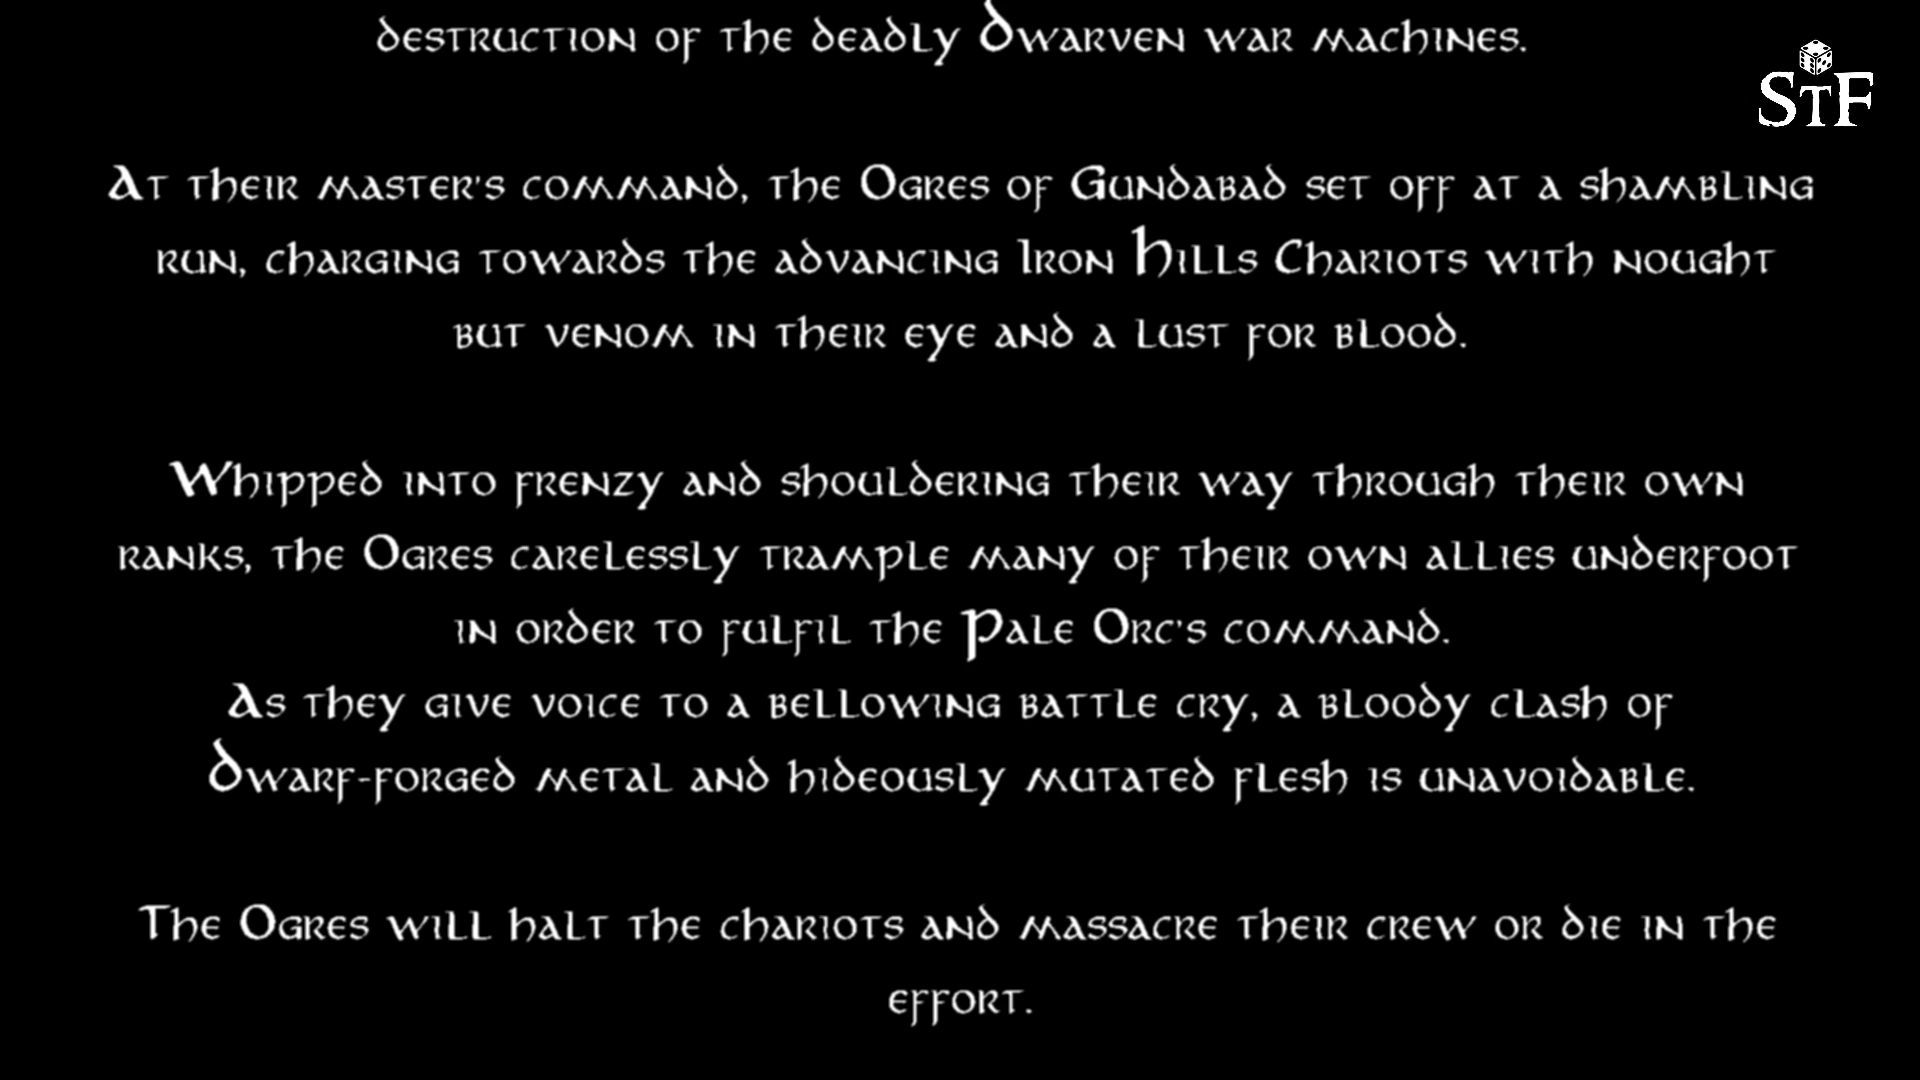 destruction of the deadly Dwarven war machines.
StF
At their master's command, the Ogres of Gundabad set off at a shambling
run, charging towards the advancing Iron Hills Chariots with nought
but venom in their eye and a lust for blood.
Whipped into frenzy and shouldering their way through their own
ranks, the Ogres carelessly trample many of their own allies underfoot
in order to fulfil the Pale Orc's command.
As they give voice to a bellowing battle cry, a bloody clash of
Dwarf-forged metal and hideously mutated flesh is unavoidable.
The Ogres will halt the chariots and massacre their crew or die in the
effort.